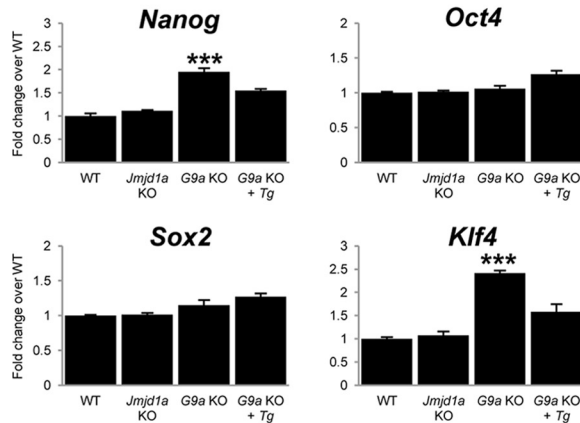 Nanog
Fold change over WT
3
2.5
2
1.5
1
0.5
0
***
WT
Jmjd1a
KO
G9a KO
G9a KO
+ Tg
Oct4
2
1.5
1
0.5
0
WT
Jmjd1a
KO
G9a KO
G9a KO
+ Tg
Sox2
Fold change over WT
2
1.5
1
0.5
0
WT
Jmjd1a
KO
G9a KO
G9a KO
+ Tg
Klf4
3
2.5
2
1.5
1
0.5
0
***
WT
Jmjd1a
KO
G9a KO
G9a KO
+ Tg